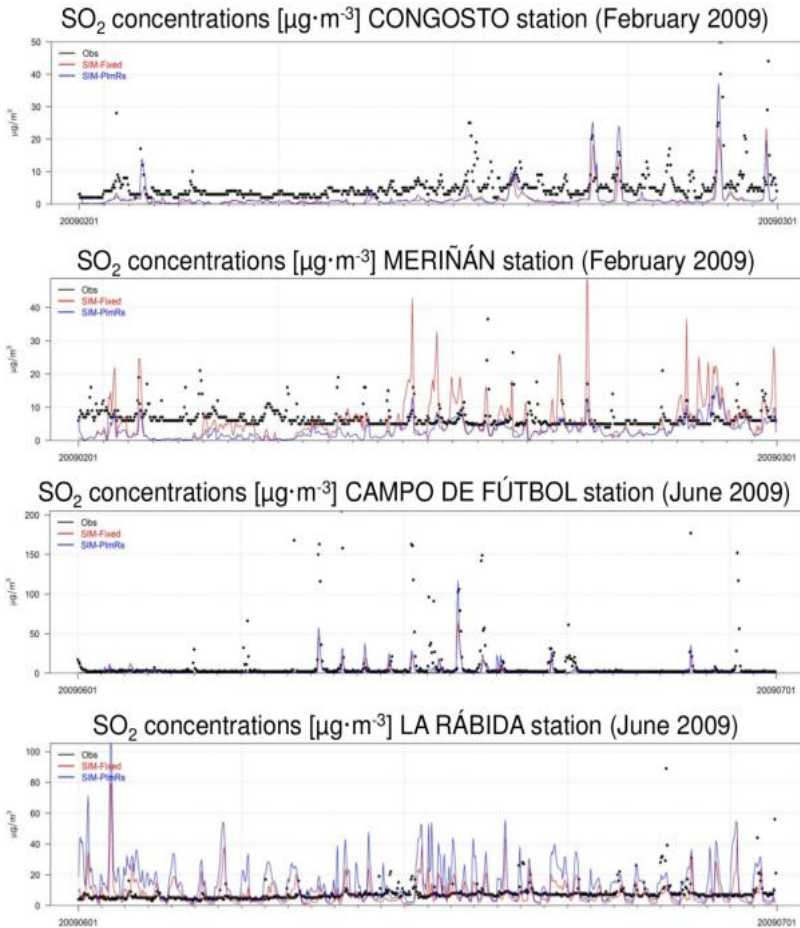 SO₂ concentrations [µg·m⁻³] CONGOSTO station (February 2009)
50
40
30
20
10
0
µg/m³
Obs
SIM-Fixed
SIM-PlmRs
20090201
20090301
SO₂ concentrations [µg·m⁻³] MERIÑÁN station (February 2009)
40
30
20
10
0
µg/m³
Obs
SIM-Fixed
SIM-PlmRs
20090201
20090301
SO₂ concentrations [µg·m⁻³] CAMPO DE FÚTBOL station (June 2009)
200
150
100
50
0
µg/m³
Obs
SIM-Fixed
SIM-PlmRs
20090601
20090701
SO₂ concentrations [µg·m⁻³] LA RÁBIDA station (June 2009)
100
80
60
40
20
0
µg/m³
Obs
SIM-Fixed
SIM-PlmRs
20090601
20090701